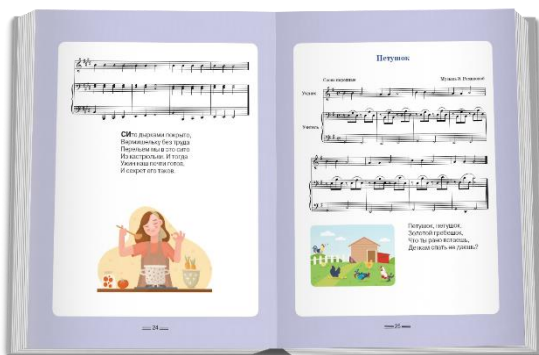 СИто дырками покрыто,
Вермишельку без труда
Перельем мы в это сито
Из кастрюльки. И тогда
Ужин наш почти готов,
И секрет его таков.
24
Петушок
Слова народные
Музыка В.
Ученик
Учитель
Петушок, петушок,
Золотой гребешок,
Что ты рано встаешь,
Деткам спать не даешь?
25